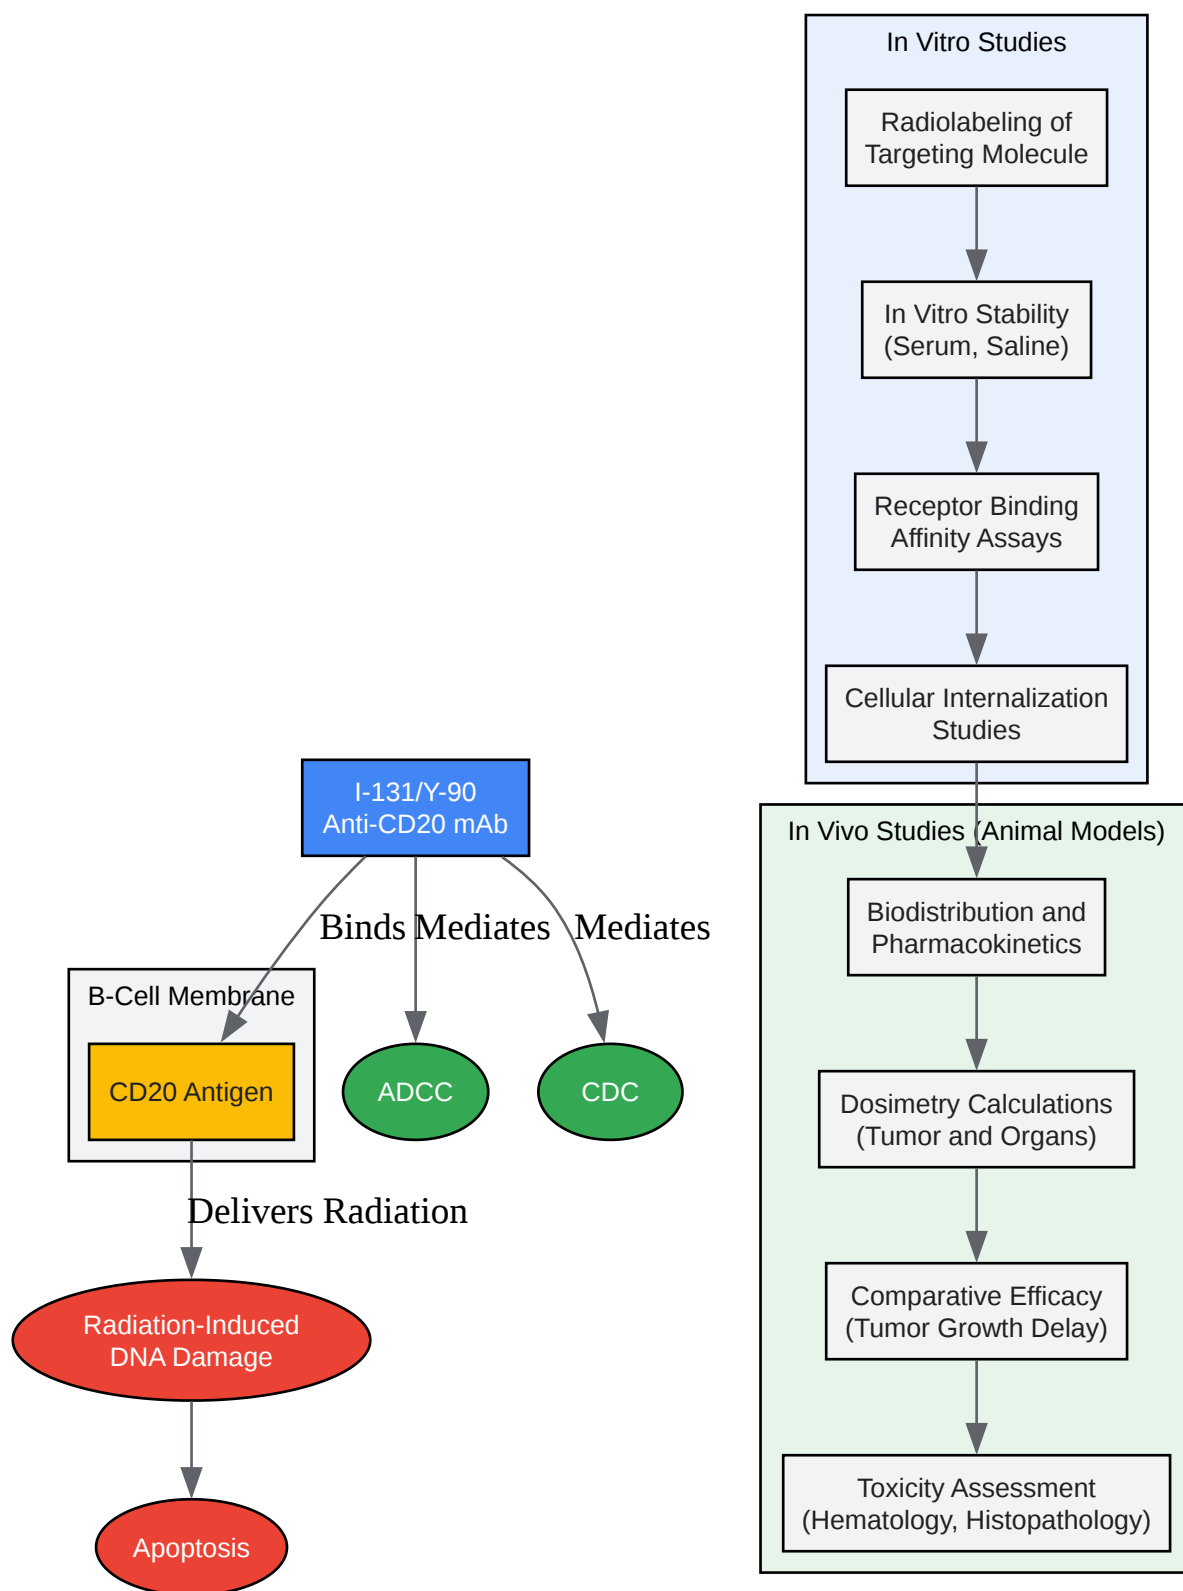 In Vitro Studies
Radiolabeling of
Targeting Molecule
In Vitro Stability
(Serum, Saline)
Receptor Binding
Affinity Assays
Cellular Internalization
Studies
I-131/Y-90
Anti-CD20 mAb
Binds
Mediates
Mediates
B-Cell Membrane
CD20 Antigen
ADCC
CDC
Delivers Radiation
Radiation-Induced
DNA Damage
Apoptosis
In Vivo Studies (Animal Models)
Biodistribution and
Pharmacokinetics
Dosimetry Calculations
(Tumor and Organs)
Comparative Efficacy
(Tumor Growth Delay)
Toxicity Assessment
(Hematology, Histopathology)